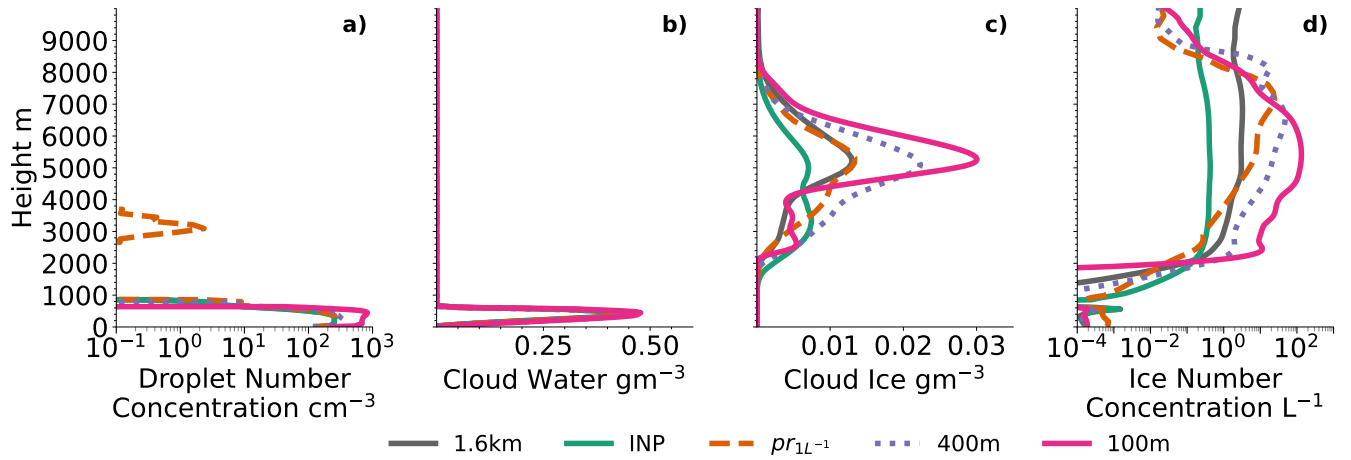 a)
b)
c)
d)
Height m
9000
8000
7000
6000
5000
4000
3000
2000
1000
0
10⁻¹ 10⁰ 10¹ 10² 10³
0.25 0.50
0.01 0.02 0.03
10⁻⁴ 10⁻² 10⁰ 10²
Droplet Number
Concentration cm⁻³
Cloud Water gm⁻³
Cloud Ice gm⁻³
Ice Number
Concentration L⁻¹
1.6km INP pr₁L⁻¹ 400m 100m